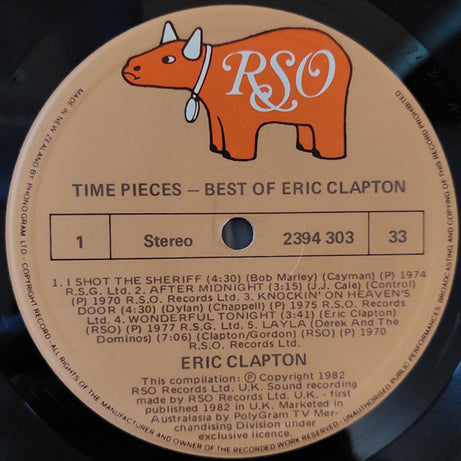 RSO
TIME PIECES – BEST OF ERIC CLAPTON
1 Stereo 2394 303 33
1. I SHOT THE SHERIFF (4:30) (Bob Marley) (Cayman) (P) 1974
R.S.G. Ltd. 2. AFTER MIDNIGHT (3:15) (J.J. Cale) (Control)
(P) 1970 R.S.O. Records Ltd. 3. KNOCKIN' ON HEAVEN'S
DOOR (4:30) (Dylan) (Chappell) (P) 1975 R.S.O. Records
Ltd. 4. WONDERFUL TONIGHT (3:41) (Eric Clapton)
(RSO) (P) 1977 R.S.G. Ltd. 5. LAYLA (Derek And The
Dominos) (7:06) (Clapton/Gordon) (RSO) (P) 1970
R.S.O. Records Ltd.
ERIC CLAPTON
This compilation: Ⓟ Copyright 1982
RSO Records Ltd. U.K. Sound recording
made by RSO Records Ltd. U.K. - first
published 1982 in U.K. Marketed in
Australasia by PolyGram TV Mer-
chandising Division under
exclusive licence.
MADE IN NEW ZEALAND BY PHONOGRAM LTD. - COPYRIGHT RECORD - ALL RIGHTS OF THE MANUFACTURER AND OWNER OF THE RECORDED WORK RESERVED - UNAUTHORISED PUBLIC PERFORMANCES, BROADCASTING AND COPYING OF THIS RECORD PROHIBITED